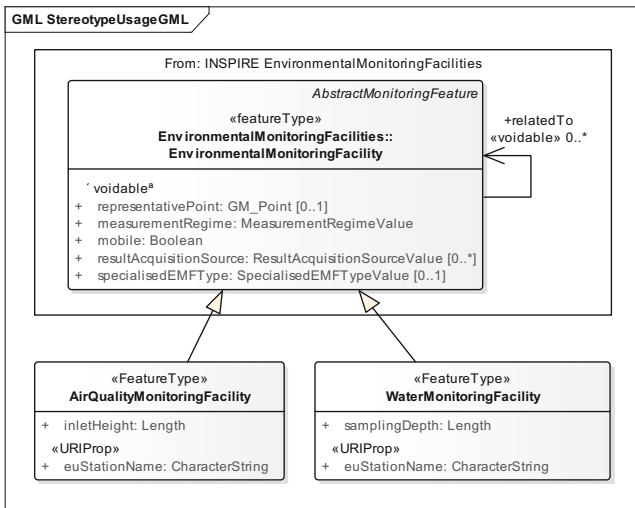 GML StereotypeUsageGML
From: INSPIRE EnvironmentalMonitoringFacilities
AbstractMonitoringFeature
«featureType»
EnvironmentalMonitoringFacilities::
EnvironmentalMonitoringFacility
+relatedTo
«voidable» 0..*
´ voidableª
+ representativePoint: GM_Point [0..1]
+ measurementRegime: MeasurementRegimeValue
+ mobile: Boolean
+ resultAcquisitionSource: ResultAcquisitionSourceValue [0..*]
+ specialisedEMFType: SpecialisedEMFTypeValue [0..1]
«FeatureType»
AirQualityMonitoringFacility
+ inletHeight: Length
«URIProp»
+ euStationName: CharacterString
«FeatureType»
WaterMonitoringFacility
+ samplingDepth: Length
«URIProp»
+ euStationName: CharacterString